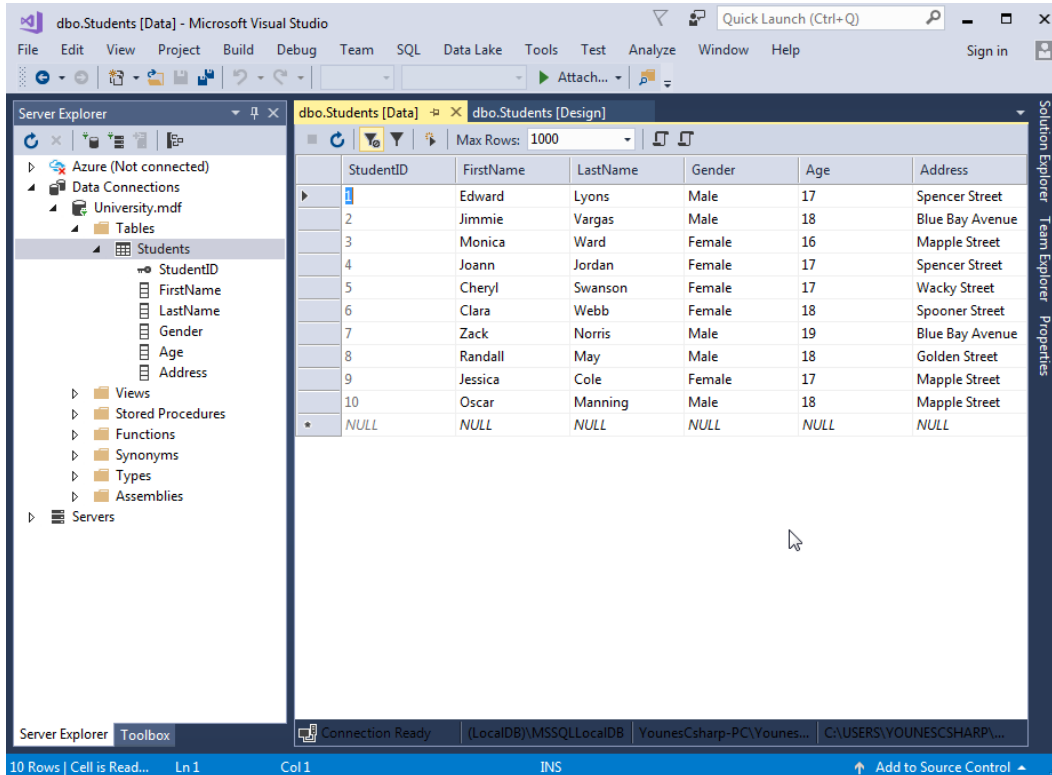 dbo.Students [Data] - Microsoft Visual Studio
Quick Launch (Ctrl+Q)
File Edit View Project Build Debug Team SQL Data Lake Tools Test Analyze Window Help Sign in
Attach...
Server Explorer
dbo.Students [Data] dbo.Students [Design]
Max Rows: 1000
Azure (Not connected)
Data Connections
University.mdf
Tables
Students
StudentID
FirstName
LastName
Gender
Age
Address
Views
Stored Procedures
Functions
Synonyms
Types
Assemblies
Servers
StudentID FirstName LastName Gender Age Address
1 Edward Lyons Male 17 Spencer Street
2 Jimmie Vargas Male 18 Blue Bay Avenue
3 Monica Ward Female 16 Mapple Street
4 Joann Jordan Female 17 Spencer Street
5 Cheryl Swanson Female 17 Wacky Street
6 Clara Webb Female 18 Spooner Street
7 Zack Norris Male 19 Blue Bay Avenue
8 Randall May Male 18 Golden Street
9 Jessica Cole Female 17 Mapple Street
10 Oscar Manning Male 18 Mapple Street
NULL NULL NULL NULL NULL NULL
Solution Explorer
Team Explorer
Properties
Server Explorer Toolbox
Connection Ready (LocalDB)\MSSQLLocalDB YounesCsharp-PC\Younes... C:\USERS\YOUNESCSHARP\...
10 Rows | Cell is Read... Ln 1 Col 1 INS Add to Source Control